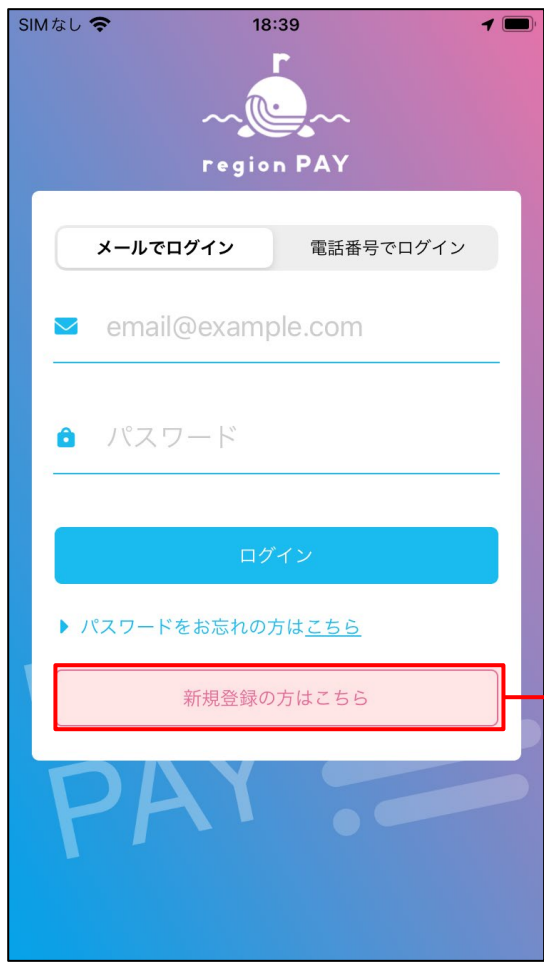 SIMなし 18:39
r
region PAY
メールでログイン 電話番号でログイン
email@example.com
パスワード
ログイン
パスワードをお忘れの方はこちら
新規登録の方はこちら
PAY